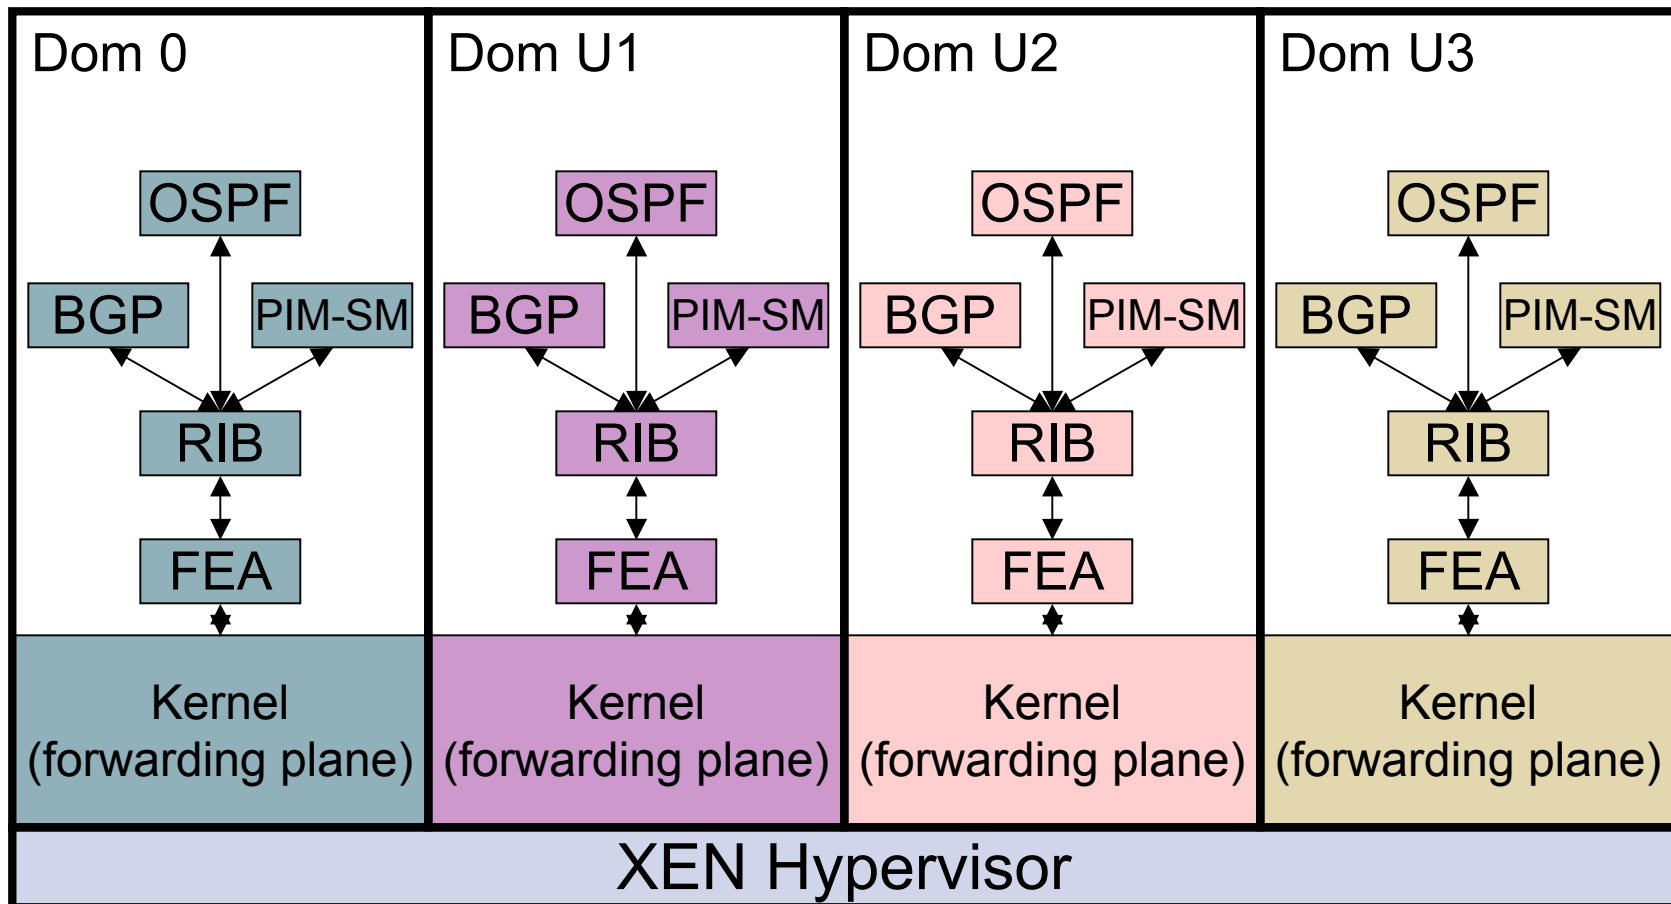 Dom 0
OSPF
BGP
PIM-SM
RIB
FEA
Kernel
(forwarding plane)
Dom U1
OSPF
BGP
PIM-SM
RIB
FEA
Kernel
(forwarding plane)
Dom U2
OSPF
BGP
PIM-SM
RIB
FEA
Kernel
(forwarding plane)
Dom U3
OSPF
BGP
PIM-SM
RIB
FEA
Kernel
(forwarding plane)
XEN Hypervisor